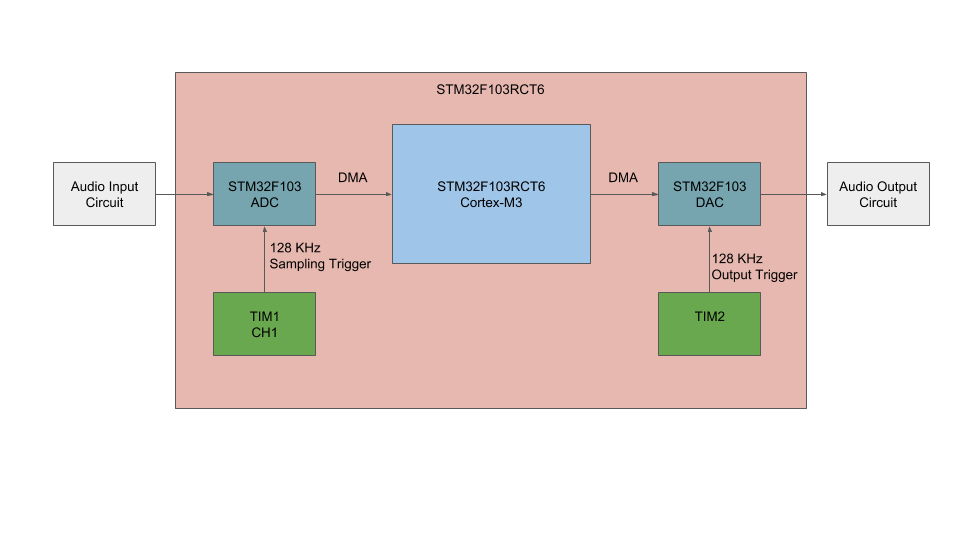 STM32F103RCT6
Audio Input
Circuit
STM32F103
ADC
DMA
STM32F103RCT6
Cortex-M3
DMA
STM32F103
DAC
Audio Output
Circuit
128 KHz
Sampling Trigger
128 KHz
Output Trigger
TIM1
CH1
TIM2